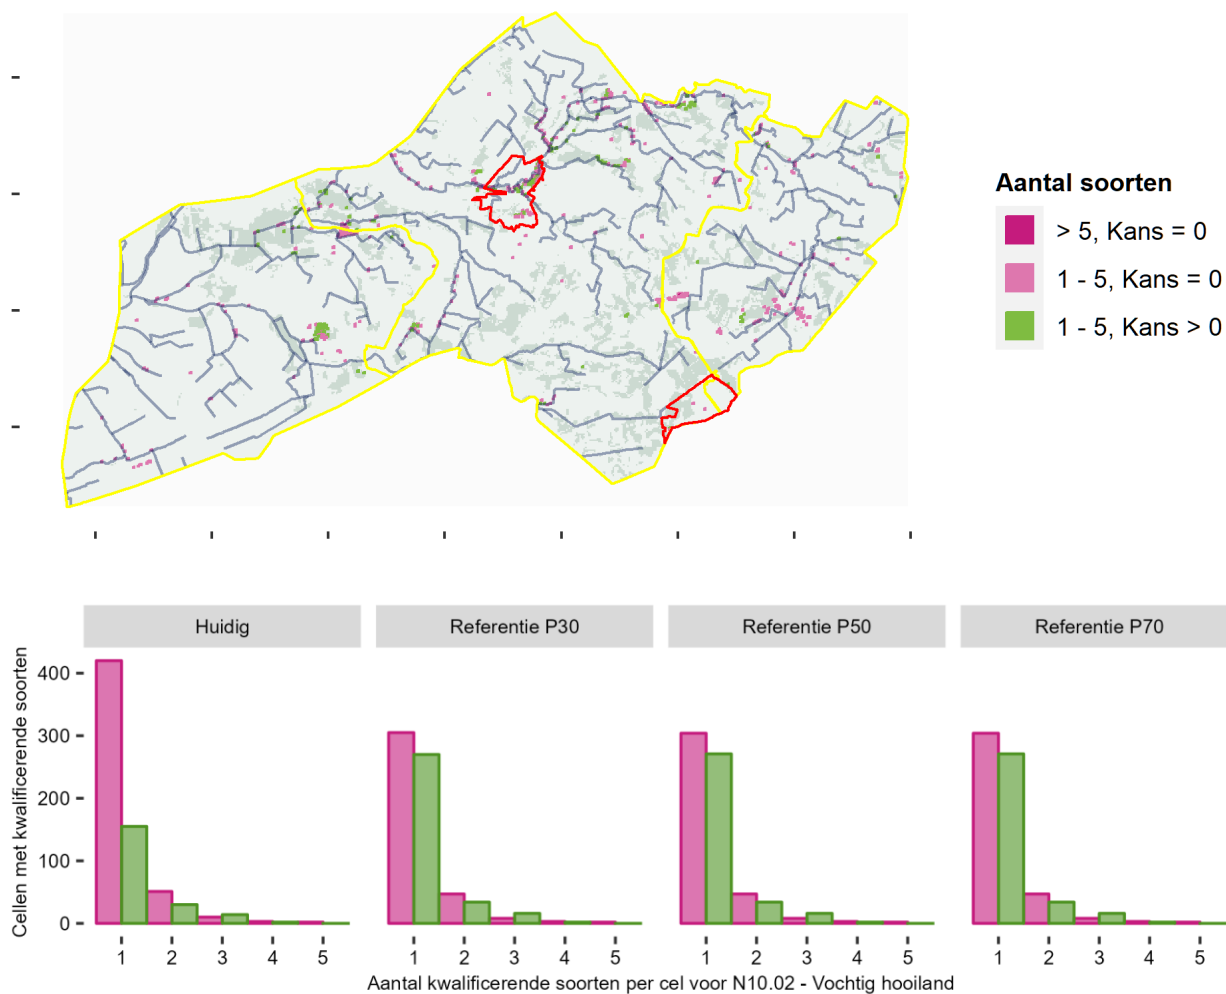 Aantal soorten
> 5, Kans = 0
1 - 5, Kans = 0
1 - 5, Kans > 0
Huidig
Referentie P30
Referentie P50
Referentie P70
Cellen met kwalificerende soorten
400
300
200
100
0
1 2 3 4 5
1 2 3 4 5
1 2 3 4 5
1 2 3 4 5
Aantal kwalificerende soorten per cel voor N10.02 - Vochtig hooiland